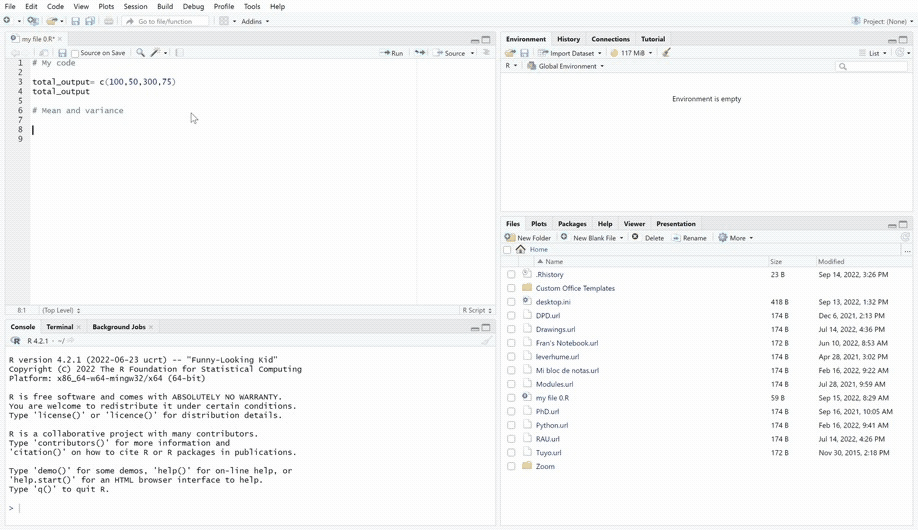 File Edit Code View Plots Session Build Debug Profile Tools Help
Go to file/function Addins Project: (None)
my file 0.R*
Source on Save Run Source
1 # My code
2
3 total_output= c(100,50,300,75)
4 total_output
5
6 # Mean and variance
7
8
9
8:1 (Top Level) R Script
Console Terminal Background Jobs
R 4.2.1 · ~/
R version 4.2.1 (2022-06-23 ucrt) -- "Funny-Looking Kid"
Copyright (C) 2022 The R Foundation for Statistical Computing
Platform: x86_64-w64-mingw32/x64 (64-bit)
R is free software and comes with ABSOLUTELY NO WARRANTY.
You are welcome to redistribute it under certain conditions.
Type 'license()' or 'licence()' for distribution details.
R is a collaborative project with many contributors.
Type 'contributors()' for more information and
'citation()' on how to cite R or R packages in publications.
Type 'demo()' for some demos, 'help()' for on-line help, or
'help.start()' for an HTML browser interface to help.
Type 'q()' to quit R.
>
Environment History Connections Tutorial
Import Dataset 117 MiB List
R Global Environment
Environment is empty
Files Plots Packages Help Viewer Presentation
New Folder New Blank File Delete Rename More
Home ...
Name Size Modified
.Rhistory 23 B Sep 14, 2022, 3:26 PM
Custom Office Templates
desktop.ini 418 B Sep 13, 2022, 1:32 PM
DPD.url 174 B Dec 6, 2021, 2:13 PM
Drawings.url 174 B Jul 14, 2022, 4:36 PM
Fran's Notebook.url 172 B Jun 10, 2022, 8:53 AM
leverhume.url 174 B Apr 28, 2021, 3:02 PM
Mi bloc de notas.url 174 B Feb 16, 2022, 9:22 AM
Modules.url 174 B Jul 28, 2021, 9:59 AM
my file 0.R 59 B Sep 15, 2022, 8:29 AM
PhD.url 174 B Sep 16, 2021, 10:05 AM
Python.url 174 B Feb 16, 2022, 9:41 AM
RAU.url 174 B Jul 14, 2022, 4:26 PM
Tuyo.url 172 B Nov 30, 2015, 2:18 PM
Zoom